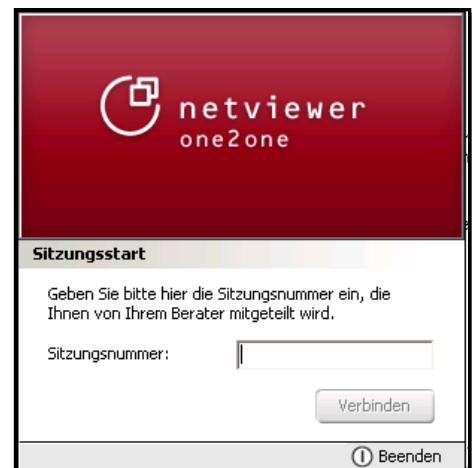 netviewer
one2one
Sitzungsstart
Geben Sie bitte hier die Sitzungsnummer ein, die
Ihnen von Ihrem Berater mitgeteilt wird.
Sitzungsnummer:
Verbinden
Beenden